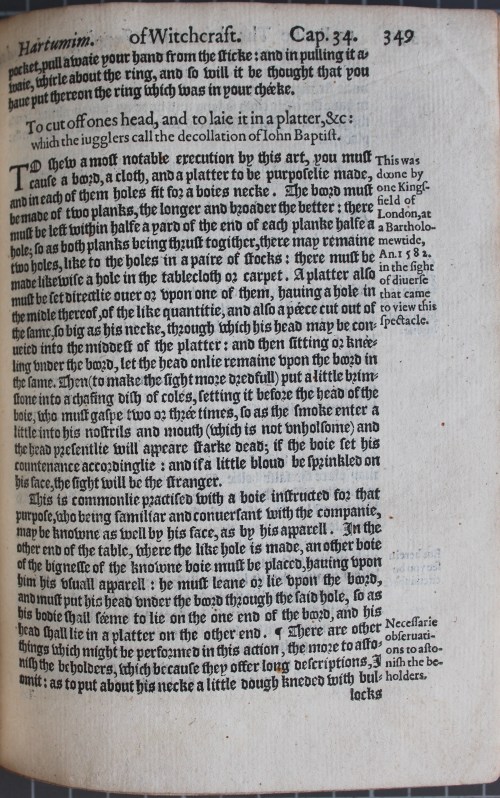 Hartumim. of Witchcraft. Cap. 34. 349
pocket, pull awaie your hand from the sticke: and in pulling it a-
waie, whirle about the ring, and so will it be thought that you
haue put thereon the ring which was in your chéeke.
To cut off ones head, and to laie it in a platter, &c:
which the iugglers call the decollation of Iohn Baptist.
TO shew a most notable execution by this art, you must
cause a boord, a cloth, and a platter to be purposelie made,
and in each of them holes fit for a boies necke. The boord must
be made of two planks, the longer and broader the better: there
must be left within halfe a yard of the end of each planke halfe a
hole; so as both planks being thrust togither, there may remaine
two holes, like to the holes in a paire of stocks: there must be
made likewise a hole in the tablecloth or carpet. A platter also
must be set directlie ouer or vpon one of them, hauing a hole in
the midle thereof, of the like quantitie, and also a péece cut out of
the same, so big as his necke, through which his head may be con-
ueied into the middest of the platter: and then sitting or knée-
ling vnder the boord, let the head onlie remaine vpon the boord in
the same. Then (to make the sight more dredfull) put a little brim-
stone into a chafing dish of coles, setting it before the head of the
boie, who must gaspe two or thrée times, so as the smoke enter a
little into his nostrils and mouth (which is not vnholsome) and
the head presentlie will appeare starke dead; if the boie set his
countenance accordinglie: and if a little bloud be sprinkled on
his face, the sight will be the stranger.
This is commonlie practised with a boie instructed for that
purpose, who being familiar and conuersant with the companie,
may be knowne as well by his face, as by his apparell. In the
other end of the table, where the like hole is made, an other boie
of the bignesse of the knowne boie must be placed, hauing vpon
him his vsuall apparell: he must leane or lie vpon the boord,
and must put his head vnder the boord through the said hole, so as
his bodie shall séeme to lie on the one end of the boord, and his
head shall lie in a platter on the other end. ¶ There are other
things which might be performed in this action, the more to asto-
nish the beholders, which because they offer long descriptions, I
omit: as to put about his necke a little dough kneded with bul-
locks
This was
doone by
one Kings-
field of
London, at
a Bartholo-
mewtide,
An. 1582.
in the sight
of diuerse
that came
to view this
spectacle.
Necessarie
obseruati-
ons to asto-
nish the be-
holders.